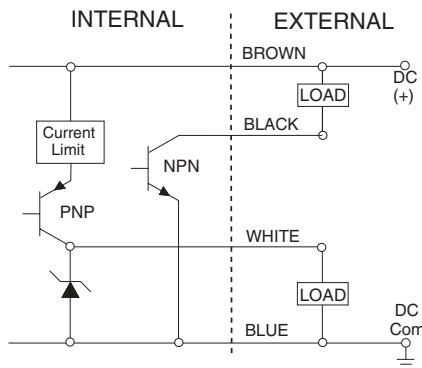 INTERNAL
EXTERNAL
BROWN
DC
(+)
LOAD
BLACK
Current
Limit
NPN
PNP
WHITE
LOAD
DC
Com
BLUE